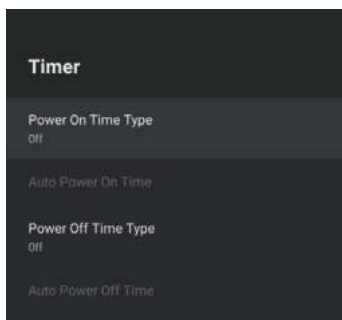 Timer
Power On Time Type
Off
Auto Power On Time
Power Off Time Type
Off
Auto Power Off Time